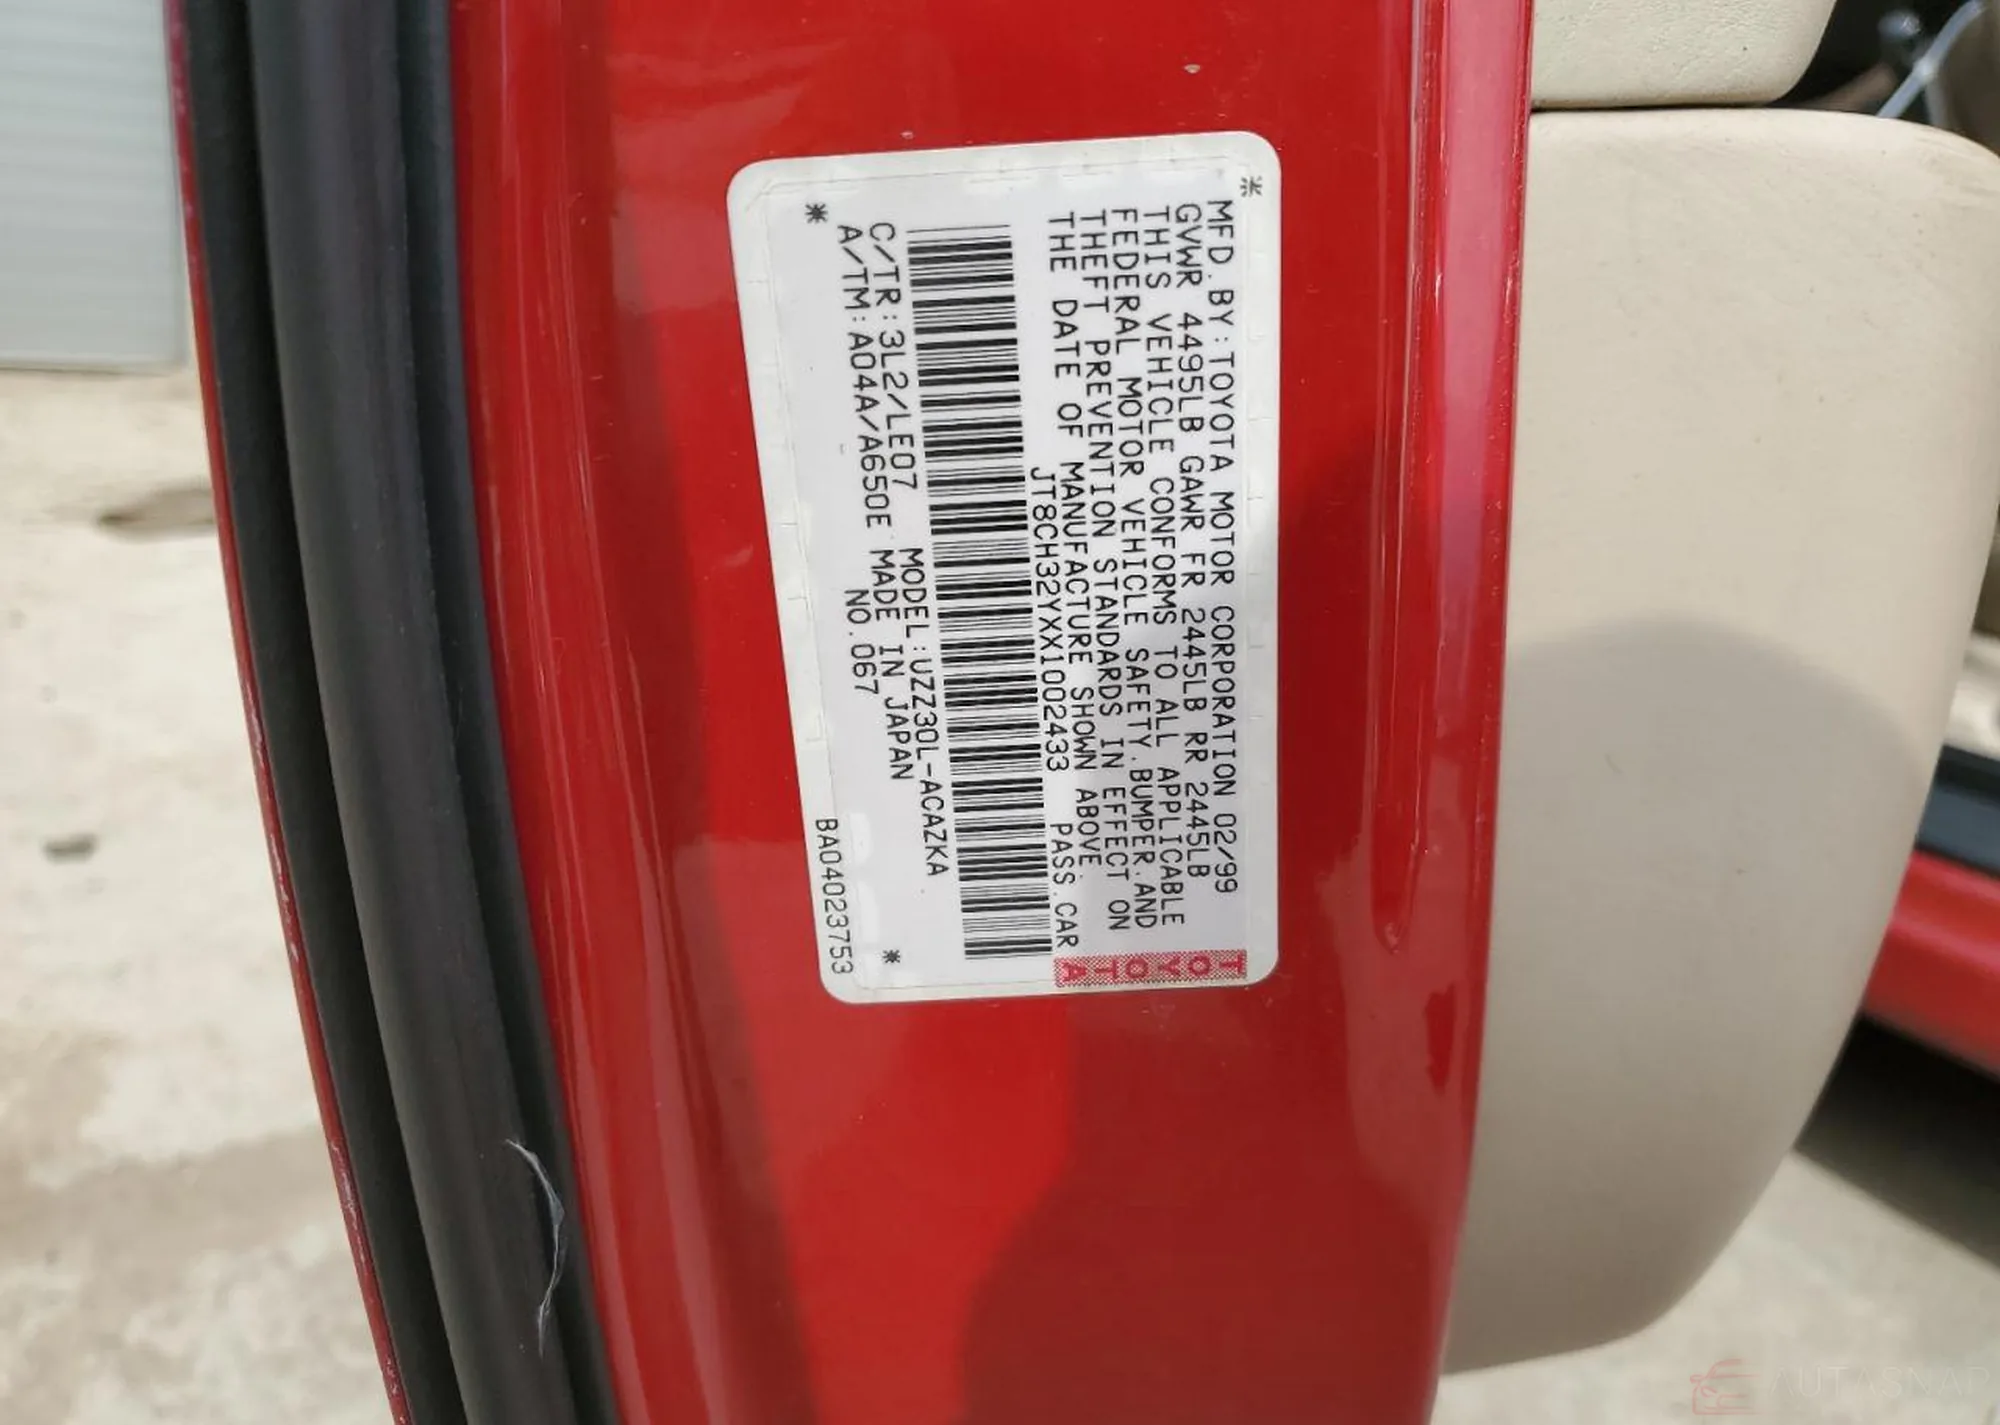 MFD. BY:TOYOTA MOTOR CORPORATION 02/99
GVWR 4495LB GAWR FR 2445LB RR 2445LB
THIS VEHICLE CONFORMS TO ALL APPLICABLE
FEDERAL MOTOR VEHICLE SAFETY.BUMPER.AND
THEFT PREVENTION STANDARDS IN EFFECT ON
THE DATE OF MANUFACTURE SHOWN ABOVE.
JT8CH32YXX1002433 PASS.CAR
C/TR:3L2/LE07 MODEL:UZZ30L-ACAZKA
A/TM:A04A/A650E MADE IN JAPAN
NO.067
BA04023753
TOYOTA
AUTASNAP